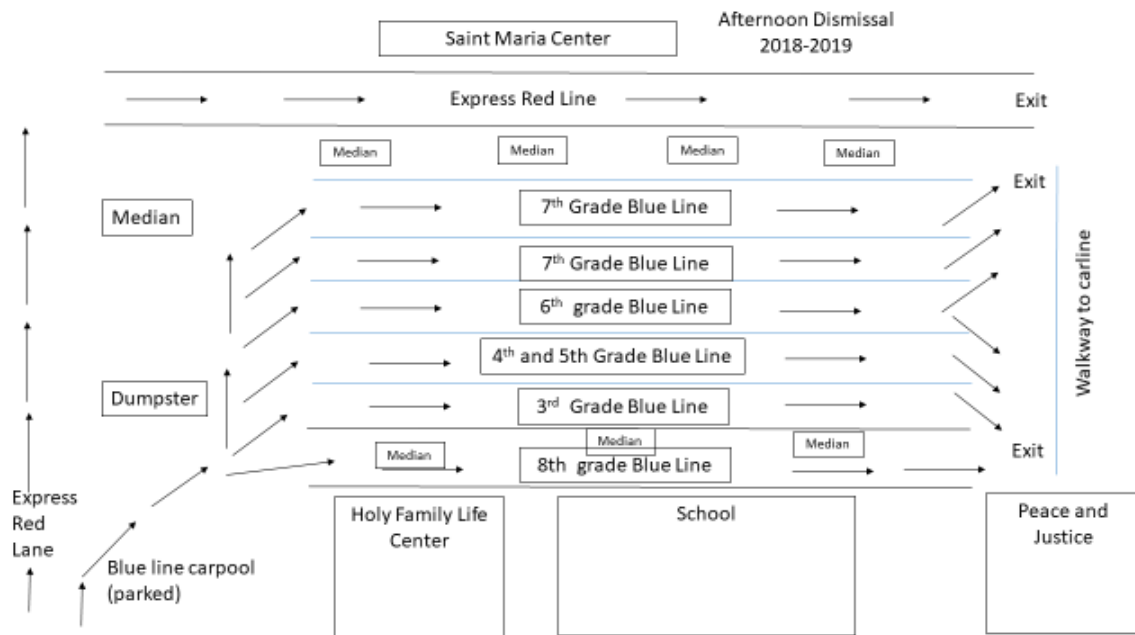 Saint Maria Center
Afternoon Dismissal
2018-2019
Express Red Line
Exit
Median
Median
Median
Median
Exit
Median
7th Grade Blue Line
7th Grade Blue Line
6th grade Blue Line
4th and 5th Grade Blue Line
Dumpster
3rd Grade Blue Line
Walkway to carline
Median
Median
Median
8th grade Blue Line
Exit
Express
Red
Lane
Blue line carpool
(parked)
Holy Family Life
Center
School
Peace and
Justice